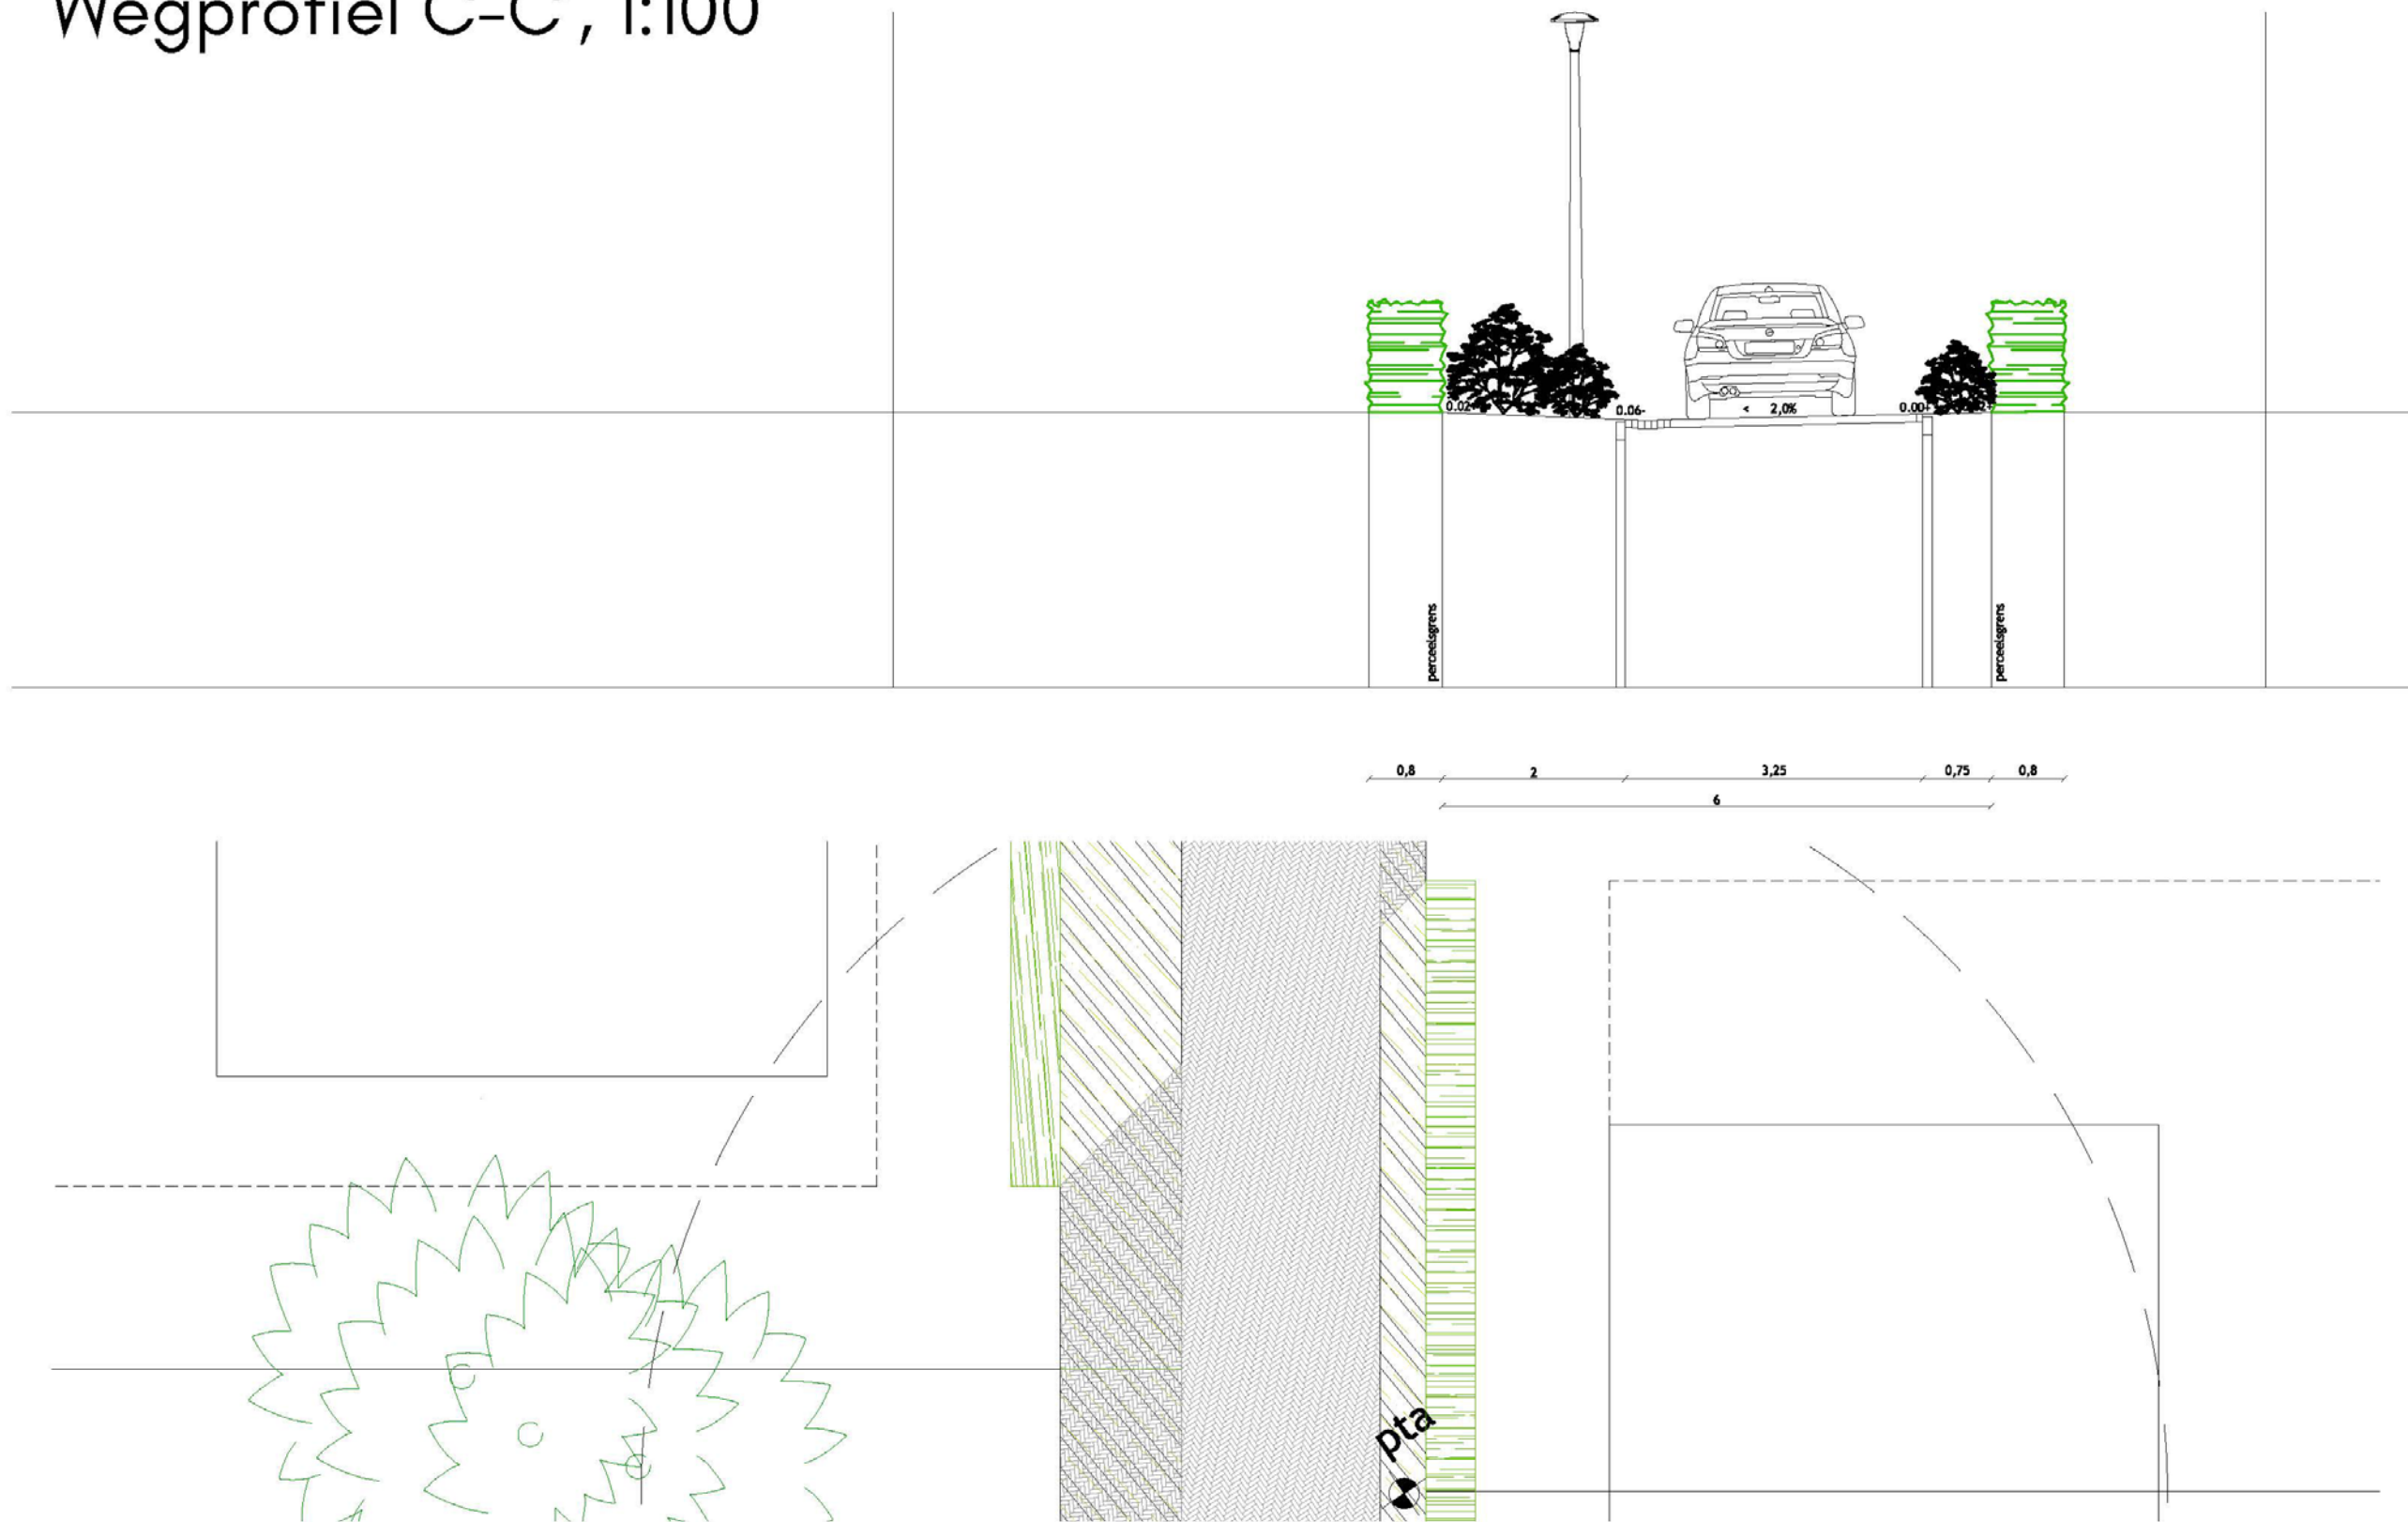 Wegprofiel C-C', 1:100
0.02+
0.06-
< 2,0%
0.00+
perceelsgrens
perceelsgrens
0,8 2 3,25 0,75 0,8
6
pta